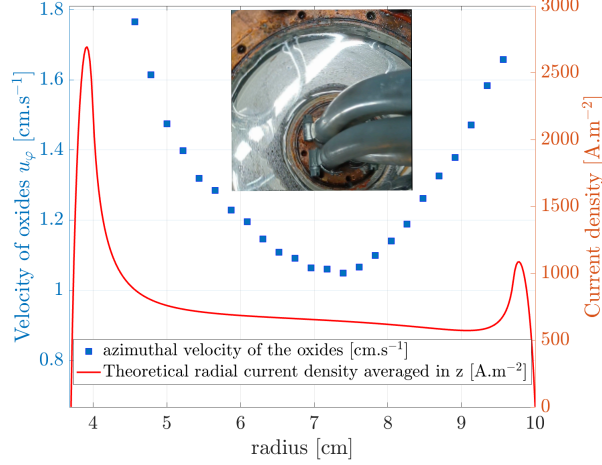 1.8
1.6
1.4
1.2
1
0.8
Velocity of oxides uφ [cm.s⁻¹]
3000
2500
2000
1500
1000
500
0
Current density [A.m⁻²]
azimuthal velocity of the oxides [cm.s⁻¹]
Theoretical radial current density averaged in z [A.m⁻²]
4 5 6 7 8 9 10
radius [cm]